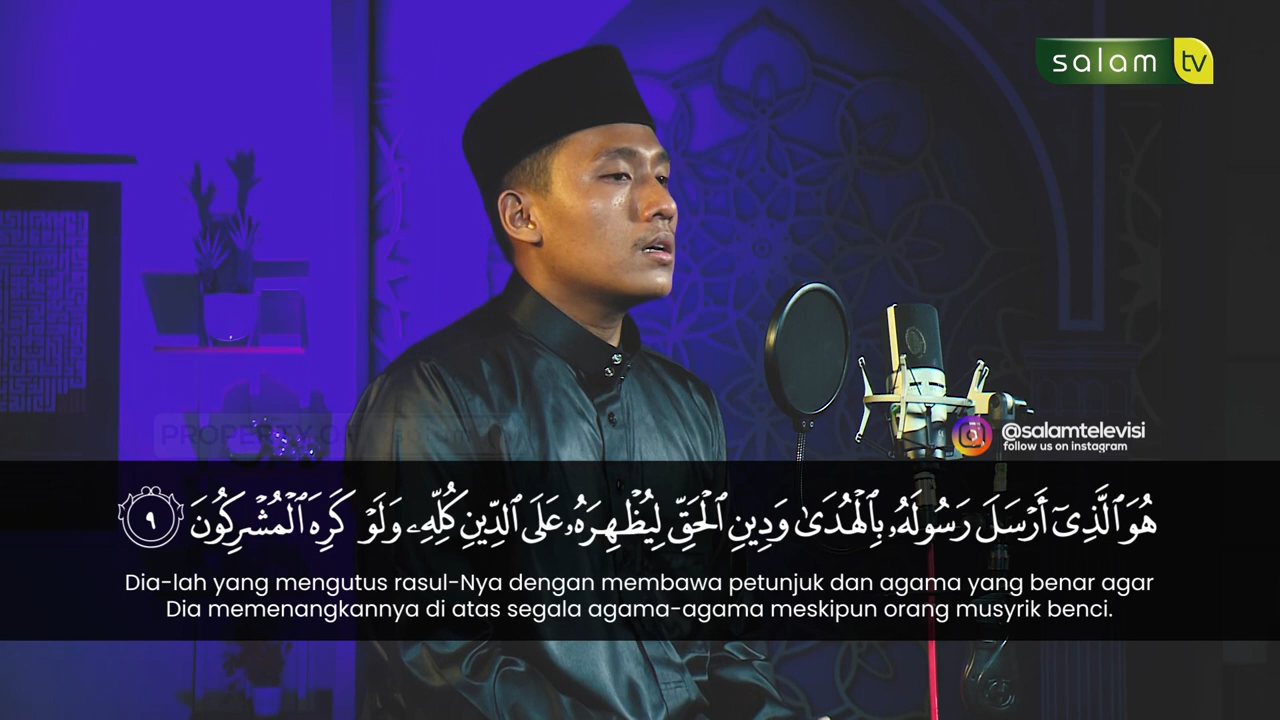 salam tv
PROPERTY OF
@salamtelevisi
follow us on instagram
هُوَ ٱلَّذِىٓ أَرْسَلَ رَسُولَهُۥ بِٱلْهُدَىٰ وَدِينِ ٱلْحَقِّ لِيُظْهِرَهُۥ عَلَى ٱلدِّينِ كُلِّهِۦ وَلَوْ كَرِهَ ٱلْمُشْرِكُونَ ٩
Dia-lah yang mengutus rasul-Nya dengan membawa petunjuk dan agama yang benar agar
Dia memenangkannya di atas segala agama-agama meskipun orang musyrik benci.